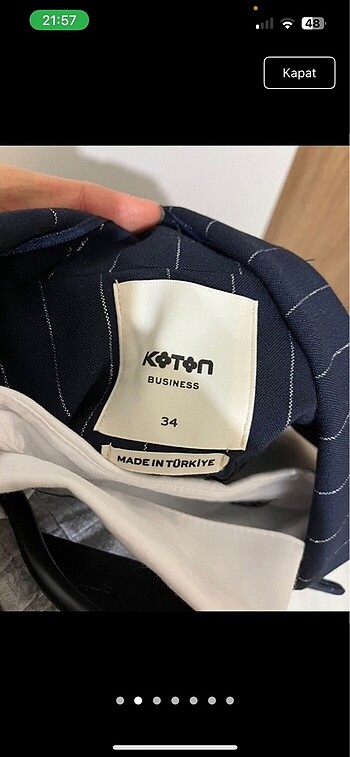 21:57
48
Kapat
KOTON
BUSINESS
34
MADE IN TÜRKİYE